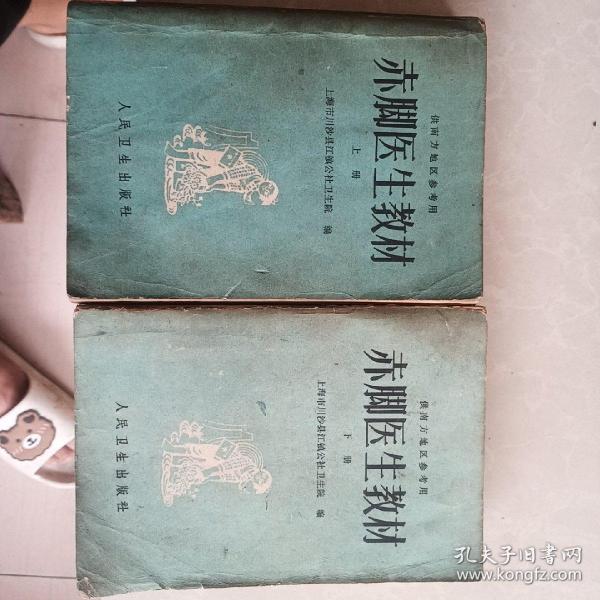 供南方地区参考用
赤脚医生教材
上册
上海市川沙县江镇公社卫生院 编
人民卫生出版社
供南方地区参考用
赤脚医生教材
下册
上海市川沙县江镇公社卫生院 编
人民卫生出版社
孔夫子旧书网
www.kongfz.com